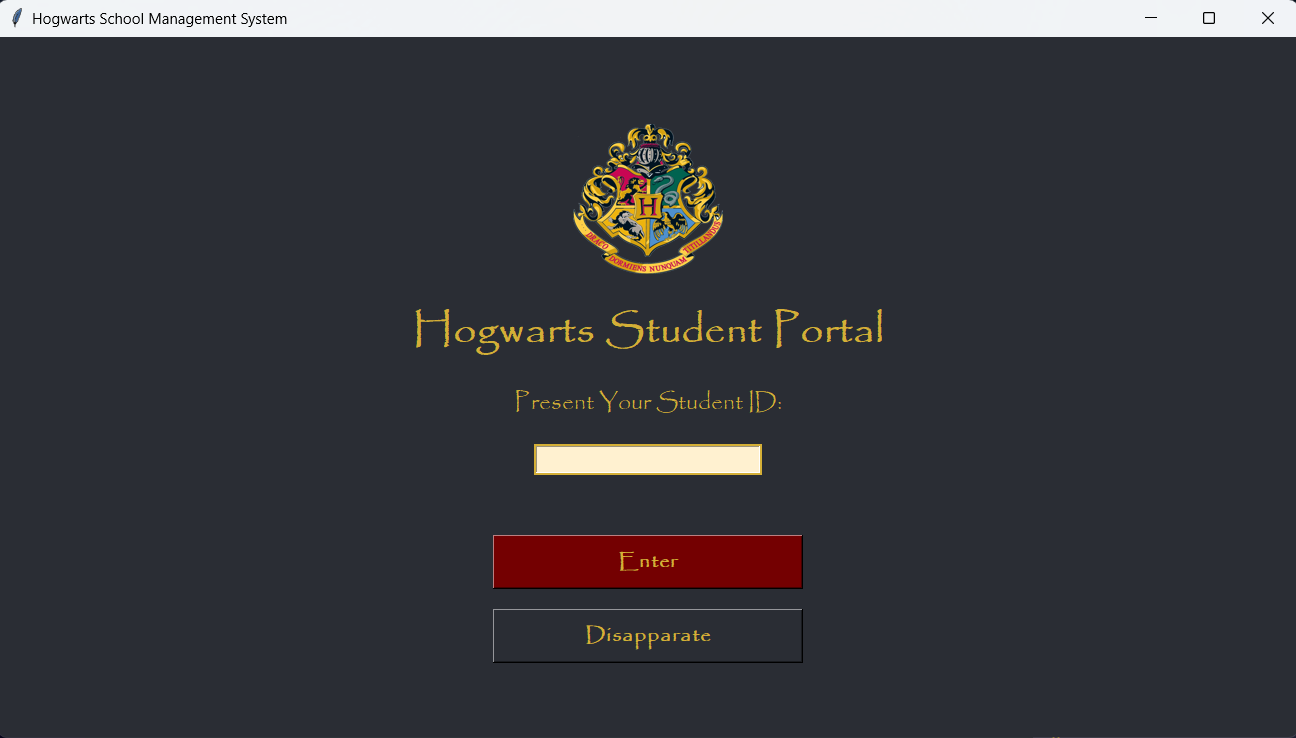 Hogwarts School Management System
H
DRACO DORMIENS NUNQUAM TITILLANDUS
Hogwarts Student Portal
Present Your Student ID:
Enter
Disapparate